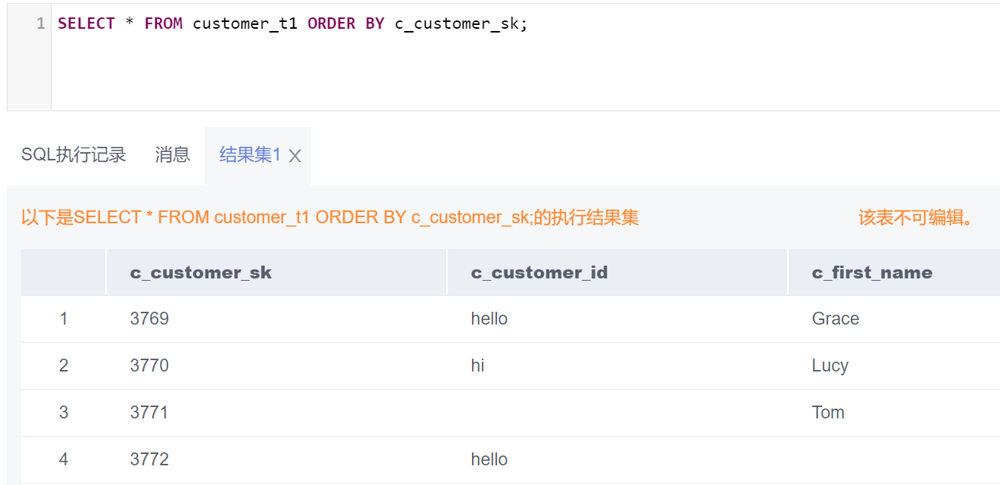 1 SELECT * FROM customer_t1 ORDER BY c_customer_sk;
SQL执行记录 消息 结果集1 X
以下是SELECT * FROM customer_t1 ORDER BY c_customer_sk;的执行结果集 该表不可编辑。
c_customer_sk c_customer_id c_first_name
1 3769 hello Grace
2 3770 hi Lucy
3 3771 Tom
4 3772 hello